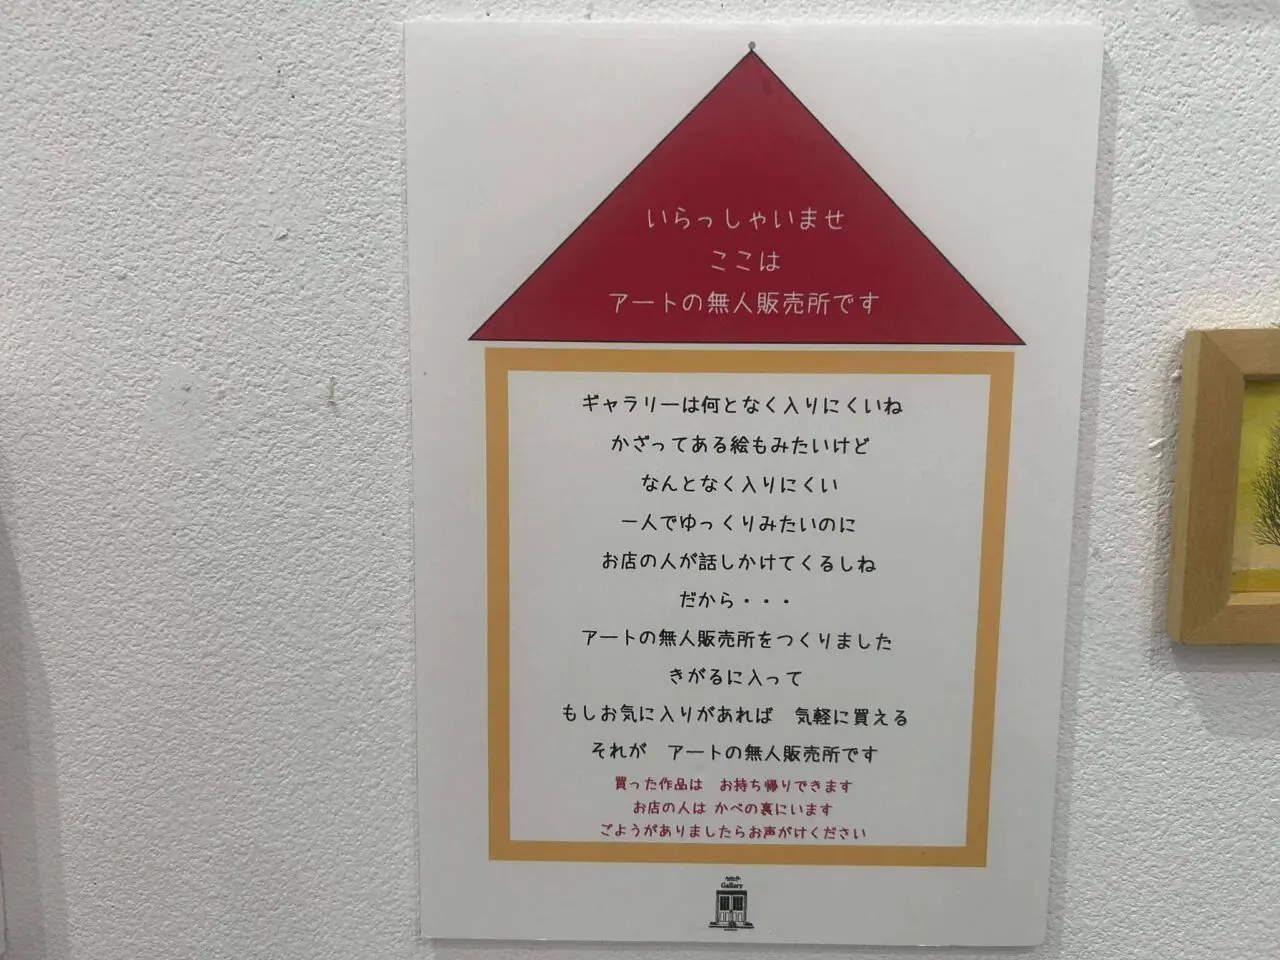 いらっしゃいませ
ここは
アートの無人販売所です
ギャラリーは何となく入りにくいね
かざってある絵もみたいけど
なんとなく入りにくい
一人でゆっくりみたいのに
お店の人が話しかけてくるしね
だから・・・
アートの無人販売所をつくりました
きがるに入って
もしお気に入りがあれば　気軽に買える
それが　アートの無人販売所です
買った作品は　お持ち帰りできます
お店の人は かべの裏にいます
ごようがありましたらお声がけください
Gallery